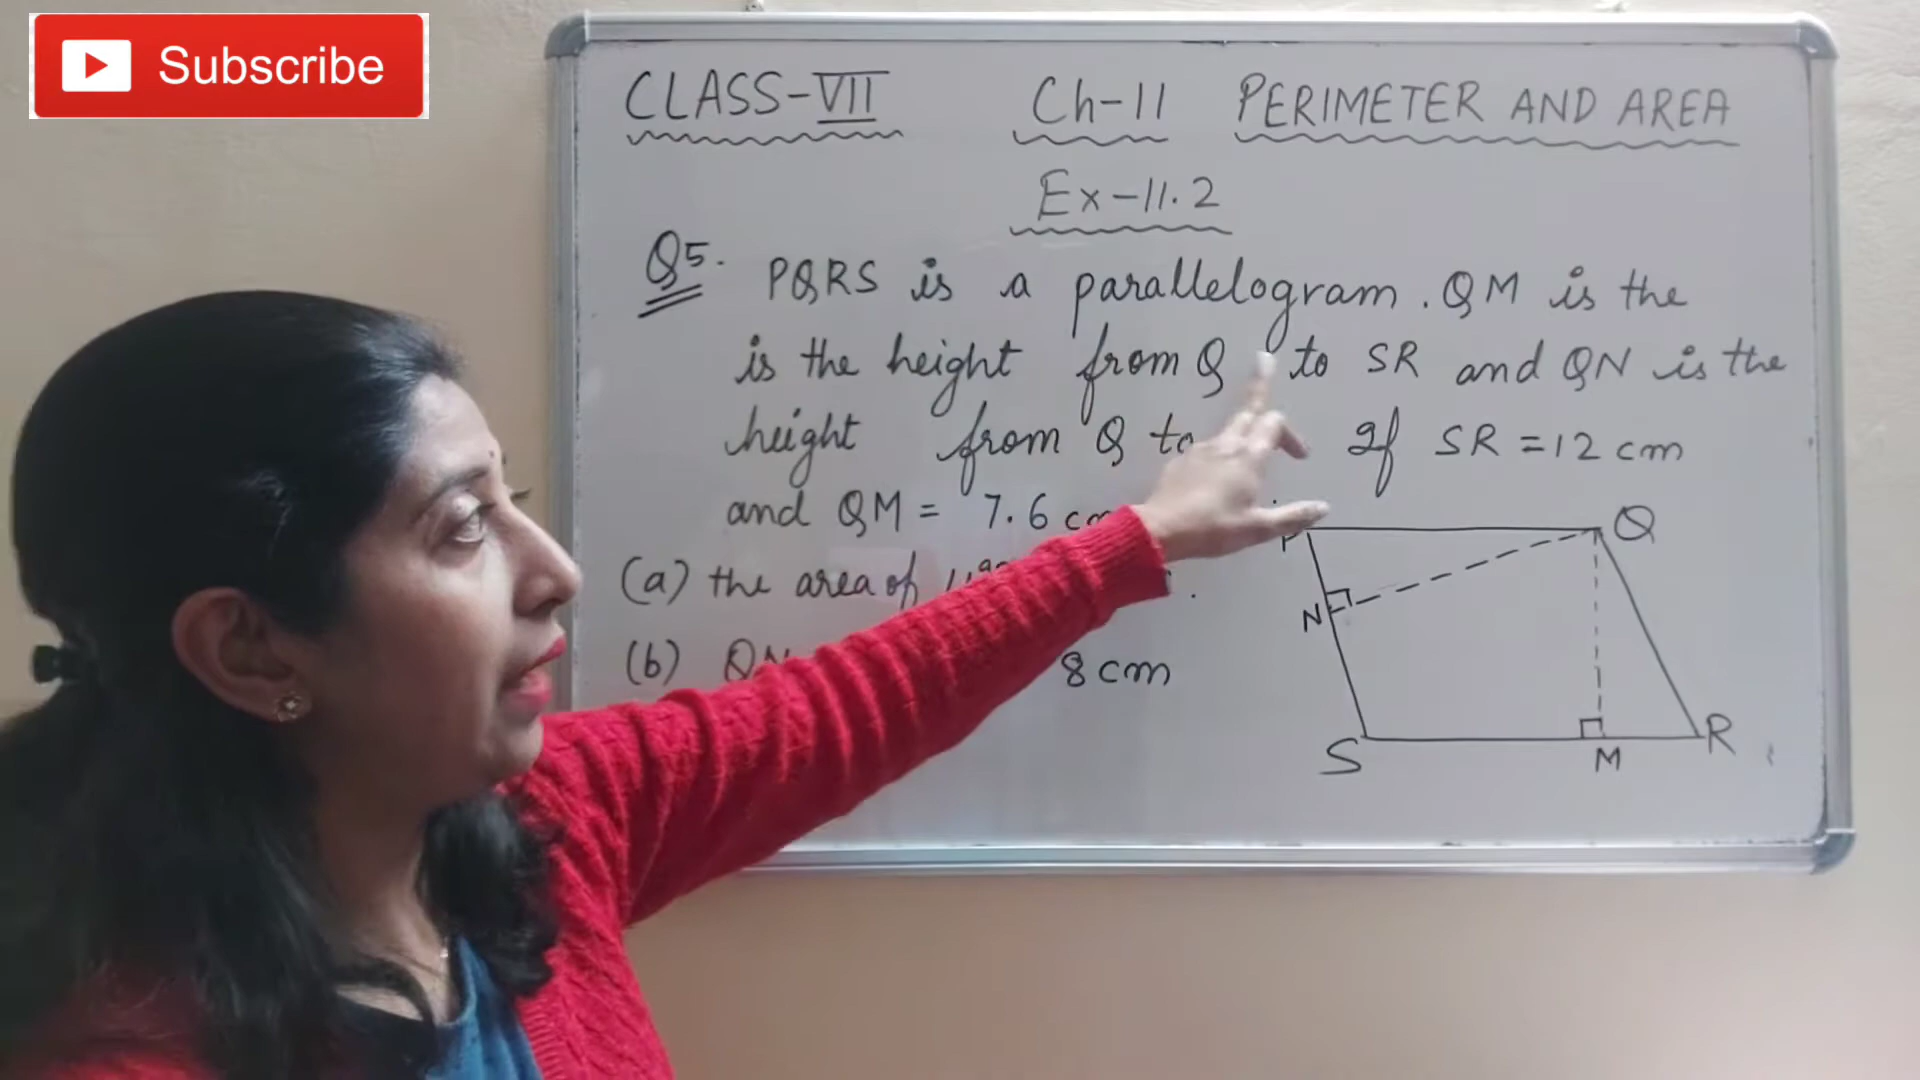 Subscribe
CLASS-VII Ch-11 PERIMETER AND AREA
Ex-11.2
Q5. PQRS is a parallelogram. QM is the
is the height from Q to SR and QN is the
height from Q to If SR = 12 cm
and QM = 7.6 cm
(a) the area of
(b) QN 8 cm
P Q
N
S M R